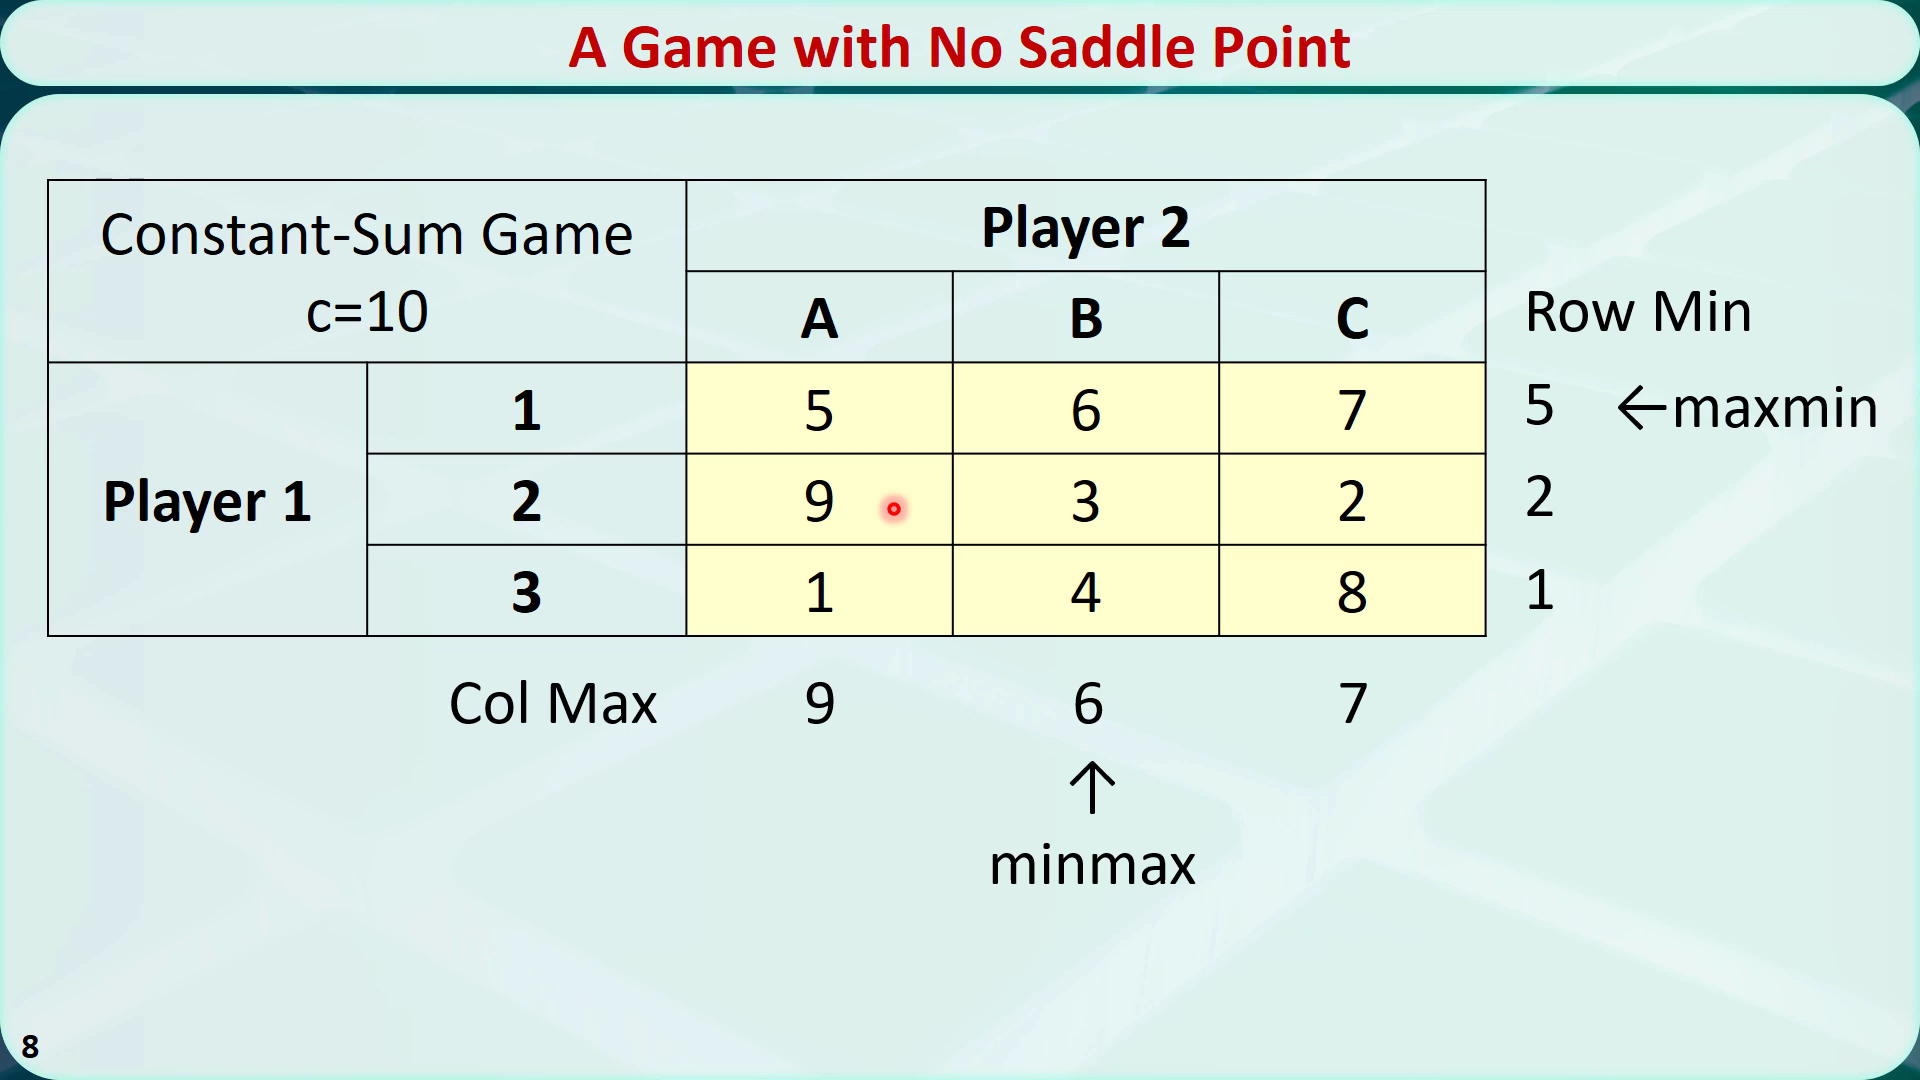 A Game with No Saddle Point
Constant-Sum Game
c=10
Player 2
A B C Row Min
Player 1
1 5 6 7 5 ←maxmin
2 9 3 2 2
3 1 4 8 1
Col Max 9 6 7
↑
minmax
8